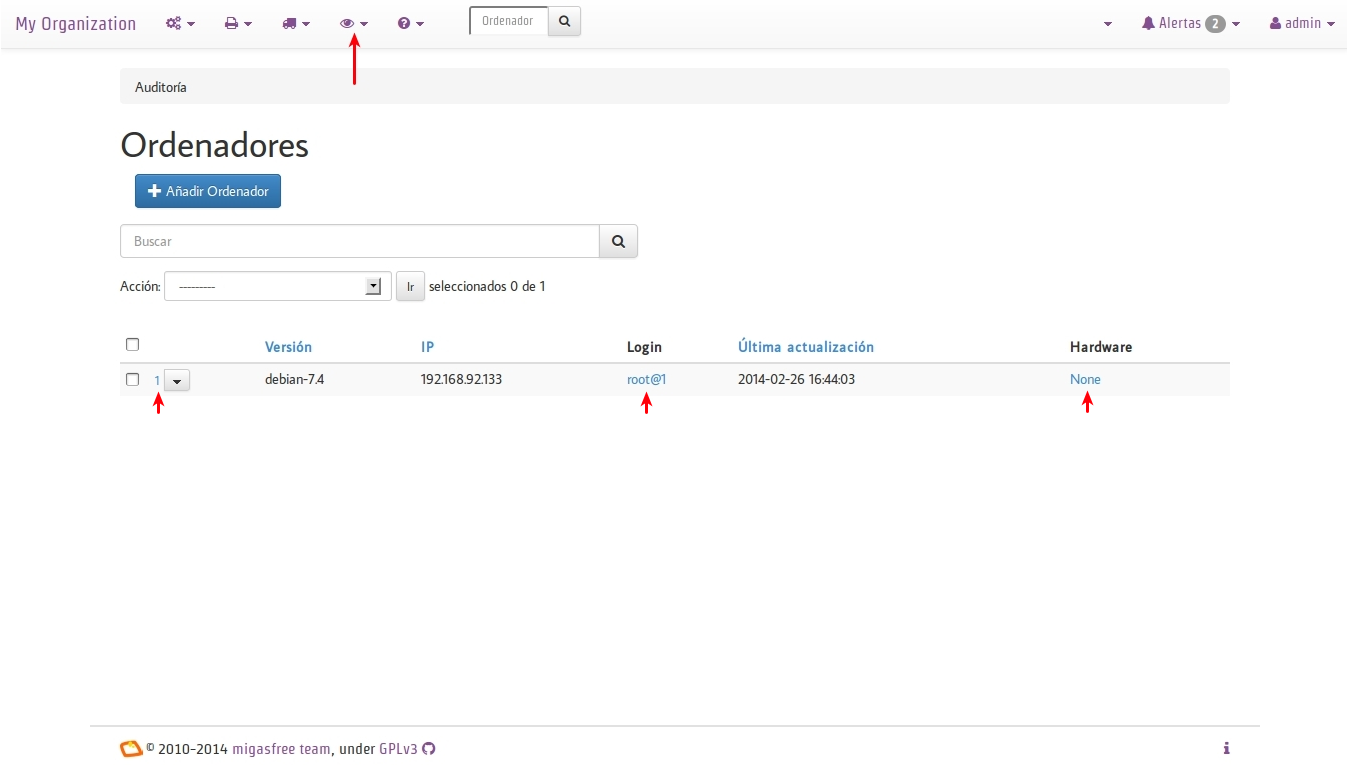 My Organization Ordenador Alertas 2 admin
Auditoría
Ordenadores
Añadir Ordenador
Buscar
Acción: --------- Ir seleccionados 0 de 1
Versión IP Login Última actualización Hardware
1 debian-7.4 192.168.92.133 root@1 2014-02-26 16:44:03 None
© 2010-2014 migasfree team, under GPLv3